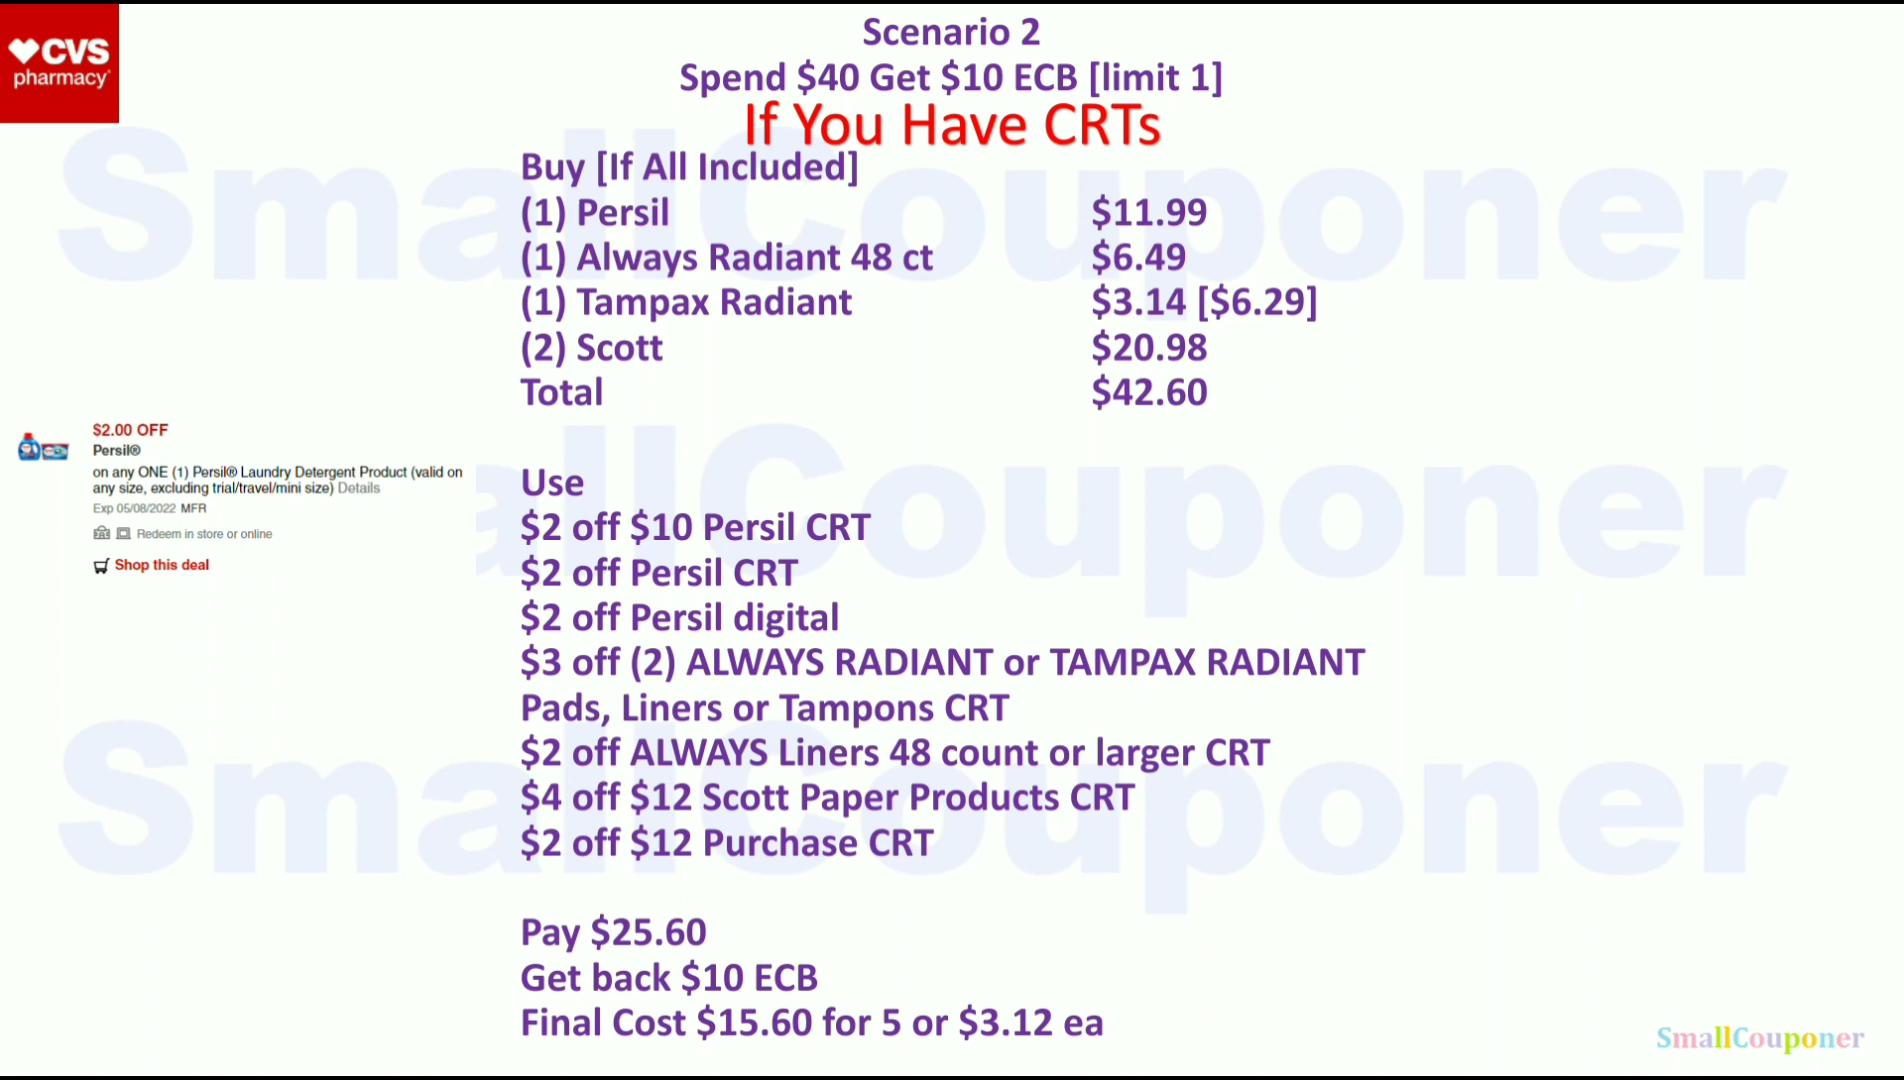 CVS
pharmacy
Scenario 2
Spend $40 Get $10 ECB [limit 1]
If You Have CRTs
Buy [If All Included]
(1) Persil $11.99
(1) Always Radiant 48 ct $6.49
(1) Tampax Radiant $3.14 [$6.29]
(2) Scott $20.98
Total $42.60
$2.00 OFF
Persil®
on any ONE (1) Persil® Laundry Detergent Product (valid on
any size, excluding trial/travel/mini size) Details
Exp 05/08/2022 MFR
Redeem in store or online
Shop this deal
Use
$2 off $10 Persil CRT
$2 off Persil CRT
$2 off Persil digital
$3 off (2) ALWAYS RADIANT or TAMPAX RADIANT
Pads, Liners or Tampons CRT
$2 off ALWAYS Liners 48 count or larger CRT
$4 off $12 Scott Paper Products CRT
$2 off $12 Purchase CRT
Pay $25.60
Get back $10 ECB
Final Cost $15.60 for 5 or $3.12 ea
SmallCouponer
SmallCouponer
SmallCouponer
SmallCouponer